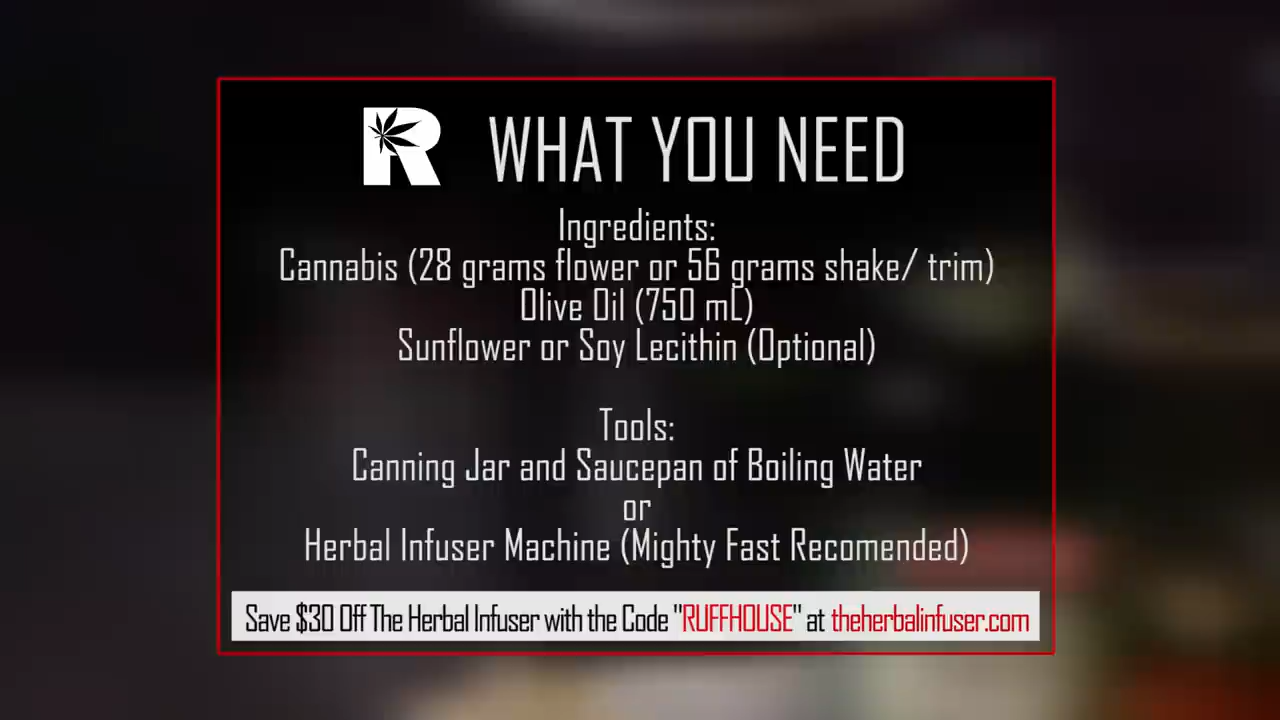 R WHAT YOU NEED
Ingredients:
Cannabis (28 grams flower or 56 grams shake/ trim)
Olive Oil (750 mL)
Sunflower or Soy Lecithin (Optional)
Tools:
Canning Jar and Saucepan of Boiling Water
or
Herbal Infuser Machine (Mighty Fast Recomended)
Save $30 Off The Herbal Infuser with the Code "RUFFHOUSE" at theherbalinfuser.com